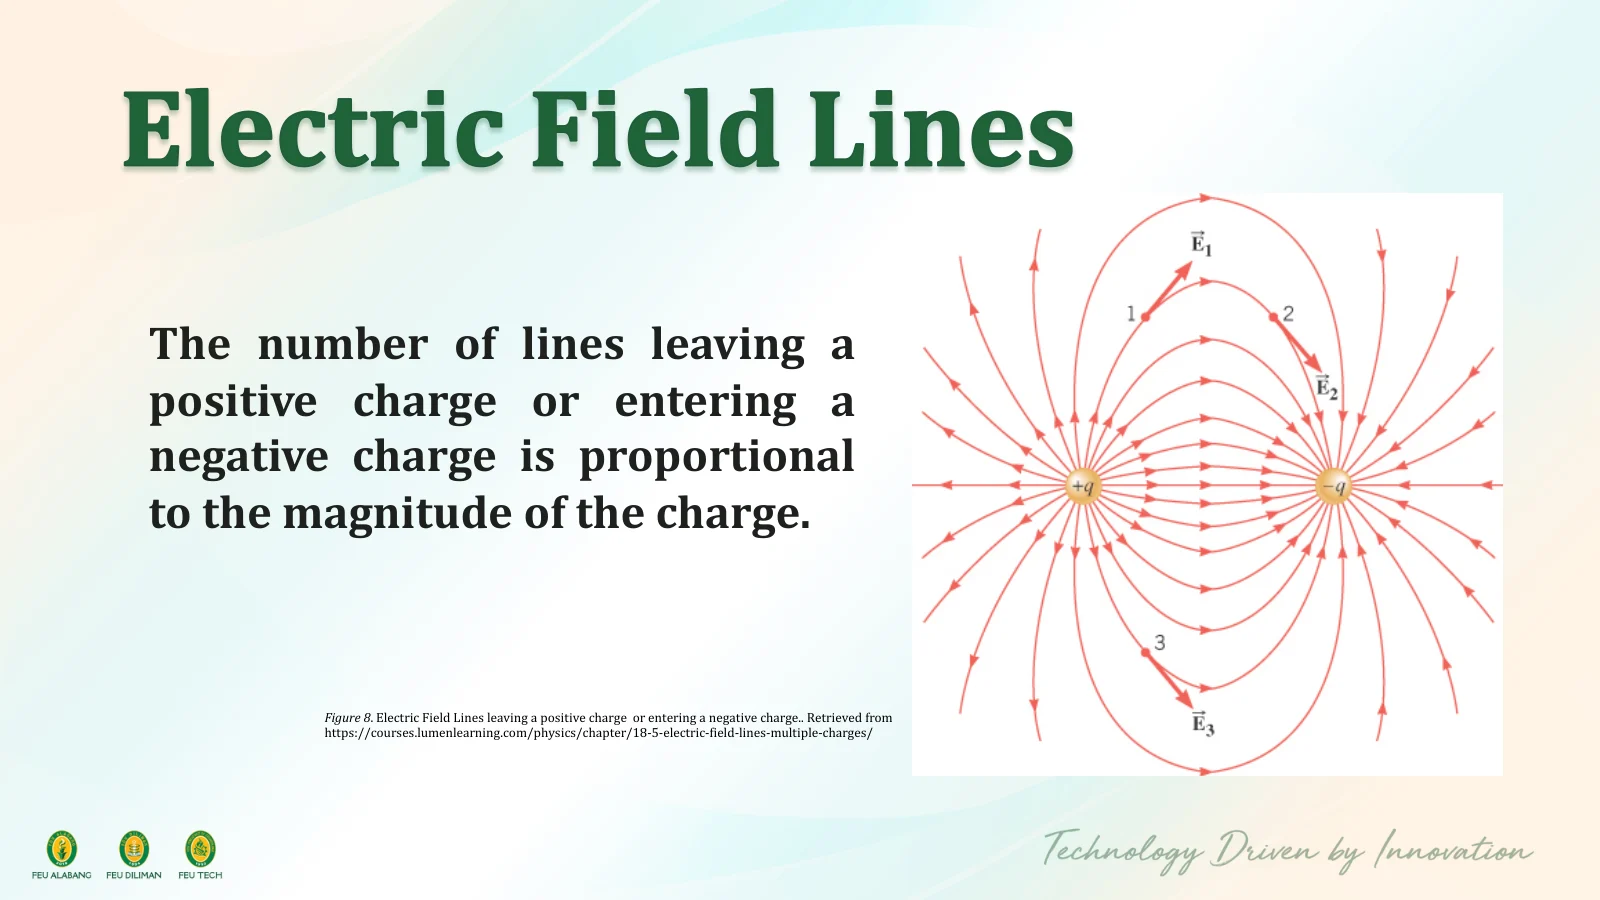 Electric Field Lines
The number of lines leaving a
positive charge or entering a
negative charge is proportional
to the magnitude of the charge.
E⃗1
1
2
E⃗2
+q
−q
3
E⃗3
Figure 8. Electric Field Lines leaving a positive charge or entering a negative charge.. Retrieved from
https://courses.lumenlearning.com/physics/chapter/18-5-electric-field-lines-multiple-charges/
FEU ALABANG
FEU DILIMAN
FEU TECH
Technology Driven by Innovation